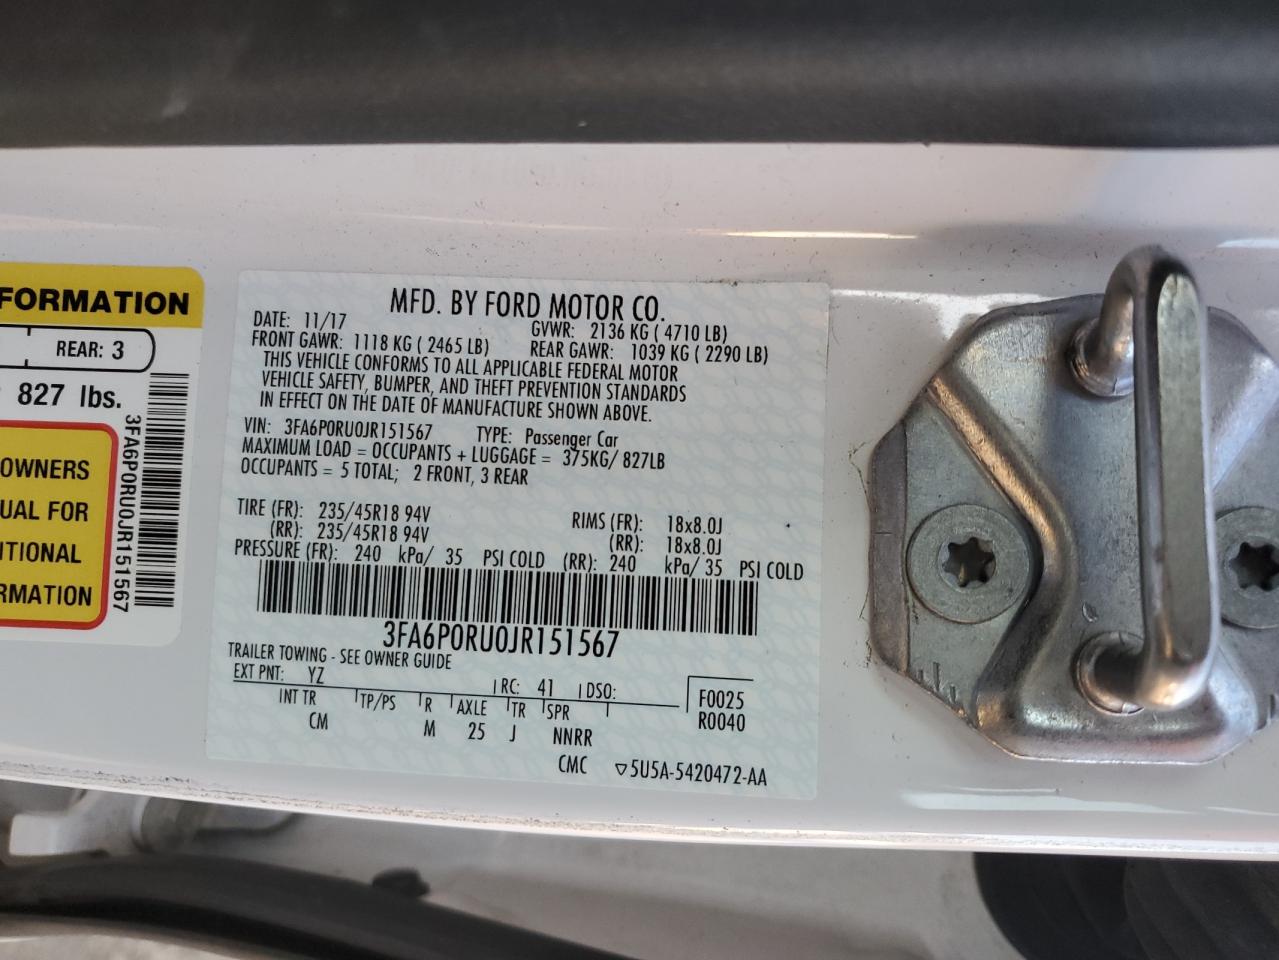 FORMATION
REAR: 3
827 lbs.
OWNERS
UAL FOR
ITIONAL
RMATION
3FA6P0RU0JR151567
MFD. BY FORD MOTOR CO.
DATE: 11/17 GVWR: 2136 KG ( 4710 LB)
FRONT GAWR: 1118 KG ( 2465 LB) REAR GAWR: 1039 KG ( 2290 LB)
THIS VEHICLE CONFORMS TO ALL APPLICABLE FEDERAL MOTOR
VEHICLE SAFETY, BUMPER, AND THEFT PREVENTION STANDARDS
IN EFFECT ON THE DATE OF MANUFACTURE SHOWN ABOVE.
VIN: 3FA6P0RU0JR151567 TYPE: Passenger Car
MAXIMUM LOAD = OCCUPANTS + LUGGAGE = 375KG/ 827LB
OCCUPANTS = 5 TOTAL; 2 FRONT, 3 REAR
TIRE (FR): 235/45R18 94V RIMS (FR): 18x8.0J
(RR): 235/45R18 94V (RR): 18x8.0J
PRESSURE (FR): 240 kPa/ 35 PSI COLD (RR): 240 kPa/ 35 PSI COLD
3FA6P0RU0JR151567
TRAILER TOWING - SEE OWNER GUIDE
EXT PNT: YZ RC: 41 DSO: F0025
INT TR TP/PS R AXLE TR SPR R0040
CM M 25 J NNRR
CMC ▽5U5A-5420472-AA